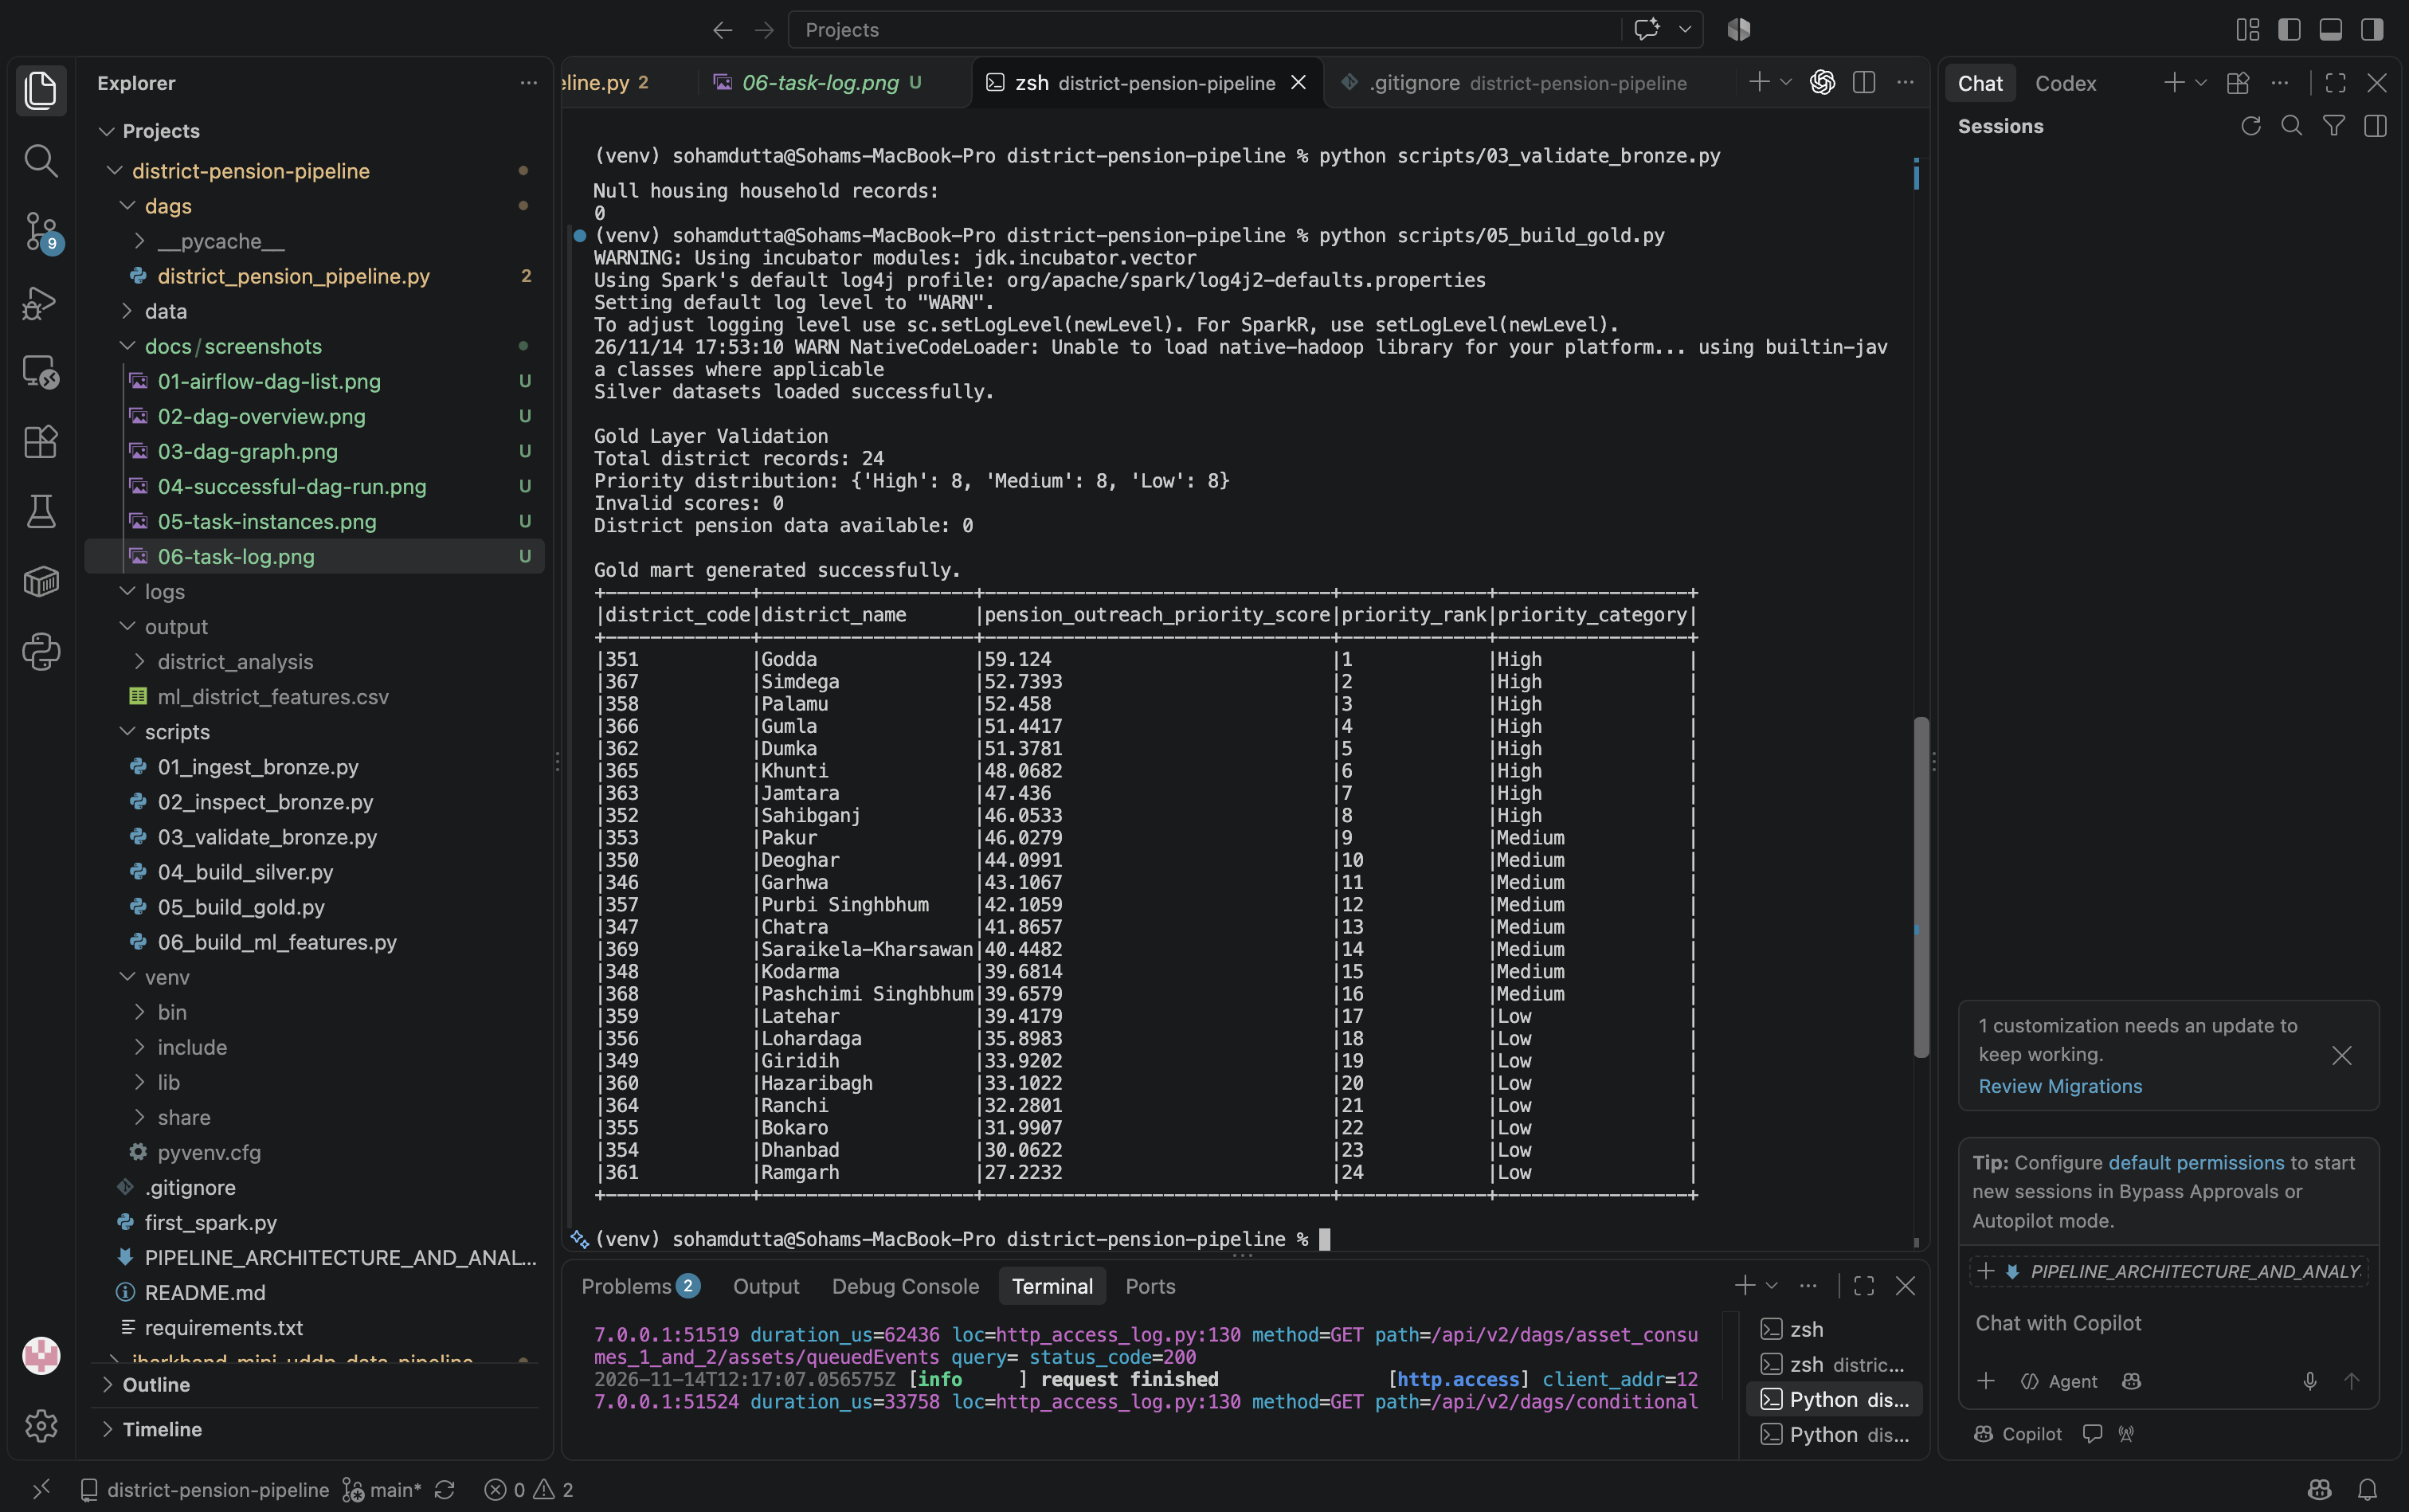 Projects
Explorer
Projects
district-pension-pipeline
dags
__pycache__
district_pension_pipeline.py 2
data
docs/screenshots
01-airflow-dag-list.png U
02-dag-overview.png U
03-dag-graph.png U
04-successful-dag-run.png U
05-task-instances.png U
06-task-log.png U
logs
output
district_analysis
ml_district_features.csv
scripts
01_ingest_bronze.py
02_inspect_bronze.py
03_validate_bronze.py
04_build_silver.py
05_build_gold.py
06_build_ml_features.py
venv
bin
include
lib
share
pyvenv.cfg
.gitignore
first_spark.py
PIPELINE_ARCHITECTURE_AND_ANAL...
README.md
requirements.txt
Outline
Timeline
9
eline.py 2
06-task-log.png U
zsh district-pension-pipeline
.gitignore district-pension-pipeline
(venv) sohamdutta@Sohams-MacBook-Pro district-pension-pipeline % python scripts/03_validate_bronze.py
Null housing household records:
0
(venv) sohamdutta@Sohams-MacBook-Pro district-pension-pipeline % python scripts/05_build_gold.py
WARNING: Using incubator modules: jdk.incubator.vector
Using Spark's default log4j profile: org/apache/spark/log4j2-defaults.properties
Setting default log level to "WARN".
To adjust logging level use sc.setLogLevel(newLevel). For SparkR, use setLogLevel(newLevel).
26/11/14 17:53:10 WARN NativeCodeLoader: Unable to load native-hadoop library for your platform... using builtin-jav
a classes where applicable
Silver datasets loaded successfully.
Gold Layer Validation
Total district records: 24
Priority distribution: {'High': 8, 'Medium': 8, 'Low': 8}
Invalid scores: 0
District pension data available: 0
Gold mart generated successfully.
+-------------+-------------------+-------------------------------+-------------+-----------------+
|district_code|district_name      |pension_outreach_priority_score|priority_rank|priority_category|
+-------------+-------------------+-------------------------------+-------------+-----------------+
|351          |Godda              |59.124                         |1            |High             |
|367          |Simdega            |52.7393                        |2            |High             |
|358          |Palamu             |52.458                         |3            |High             |
|366          |Gumla              |51.4417                        |4            |High             |
|362          |Dumka              |51.3781                        |5            |High             |
|365          |Khunti             |48.0682                        |6            |High             |
|363          |Jamtara            |47.436                         |7            |High             |
|352          |Sahibganj          |46.0533                        |8            |High             |
|353          |Pakur              |46.0279                        |9            |Medium           |
|350          |Deoghar            |44.0991                        |10           |Medium           |
|346          |Garhwa             |43.1067                        |11           |Medium           |
|357          |Purbi Singhbhum    |42.1059                        |12           |Medium           |
|347          |Chatra             |41.8657                        |13           |Medium           |
|369          |Saraikela-Kharsawan|40.4482                        |14           |Medium           |
|348          |Kodarma            |39.6814                        |15           |Medium           |
|368          |Pashchimi Singhbhum|39.6579                        |16           |Medium           |
|359          |Latehar            |39.4179                        |17           |Low              |
|356          |Lohardaga          |35.8983                        |18           |Low              |
|349          |Giridih            |33.9202                        |19           |Low              |
|360          |Hazaribagh         |33.1022                        |20           |Low              |
|364          |Ranchi             |32.2801                        |21           |Low              |
|355          |Bokaro             |31.9907                        |22           |Low              |
|354          |Dhanbad            |30.0622                        |23           |Low              |
|361          |Ramgarh            |27.2232                        |24           |Low              |
+-------------+-------------------+-------------------------------+-------------+-----------------+
(venv) sohamdutta@Sohams-MacBook-Pro district-pension-pipeline %
Problems 2 Output Debug Console Terminal Ports
7.0.0.1:51519 duration_us=62436 loc=http_access_log.py:130 method=GET path=/api/v2/dags/asset_consu
mes_1_and_2/assets/queuedEvents query= status_code=200
2026-11-14T12:17:07.056575Z [info     ] request finished               [http.access] client_addr=12
7.0.0.1:51524 duration_us=33758 loc=http_access_log.py:130 method=GET path=/api/v2/dags/conditional
zsh
zsh distric...
Python dis...
Python dis...
Chat Codex
Sessions
1 customization needs an update to
keep working.
Review Migrations
Tip: Configure default permissions to start
new sessions in Bypass Approvals or
Autopilot mode.
PIPELINE_ARCHITECTURE_AND_ANALY
Chat with Copilot
Agent
Copilot
district-pension-pipeline main* 0 2